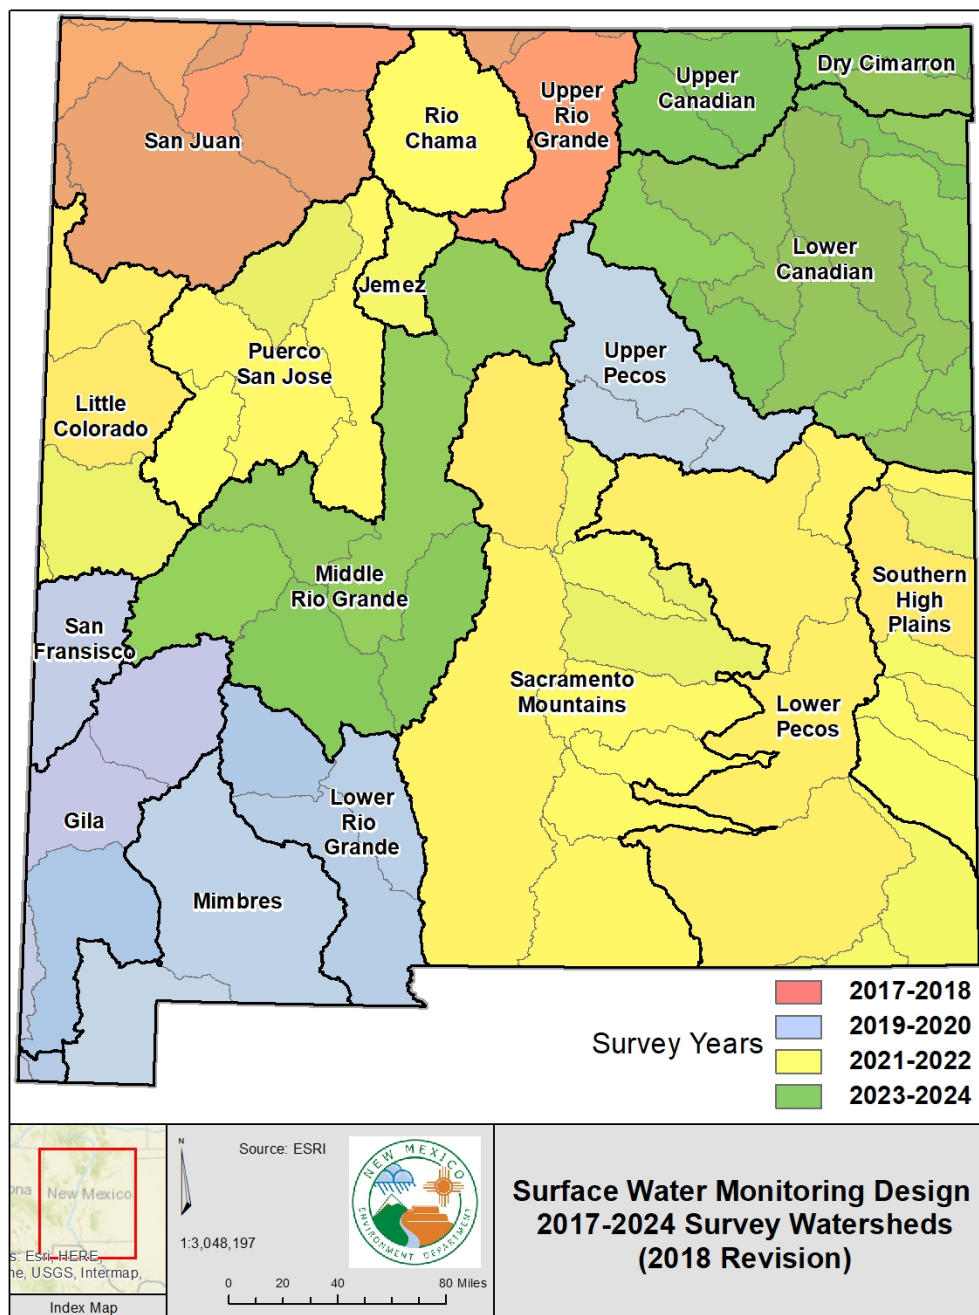 Dry Cimarron
Upper
Canadian
Upper
Rio
Grande
Rio
Chama
San Juan
Lower
Canadian
Jemez
Puerco
San Jose
Upper
Pecos
Little
Colorado
Middle
Rio Grande
Southern
High
Plains
San
Fransisco
Sacramento
Mountains
Lower
Pecos
Gila
Lower
Rio
Grande
Mimbres
Survey Years
2017-2018
2019-2020
2021-2022
2023-2024
ona
New Mexico
s: Esri, HERE,
ne, USGS, Intermap,
Index Map
N
1:3,048,197
Source: ESRI
NEW MEXICO
ENVIRONMENT DEPARTMENT
0 20 40 80 Miles
Surface Water Monitoring Design
2017-2024 Survey Watersheds
(2018 Revision)